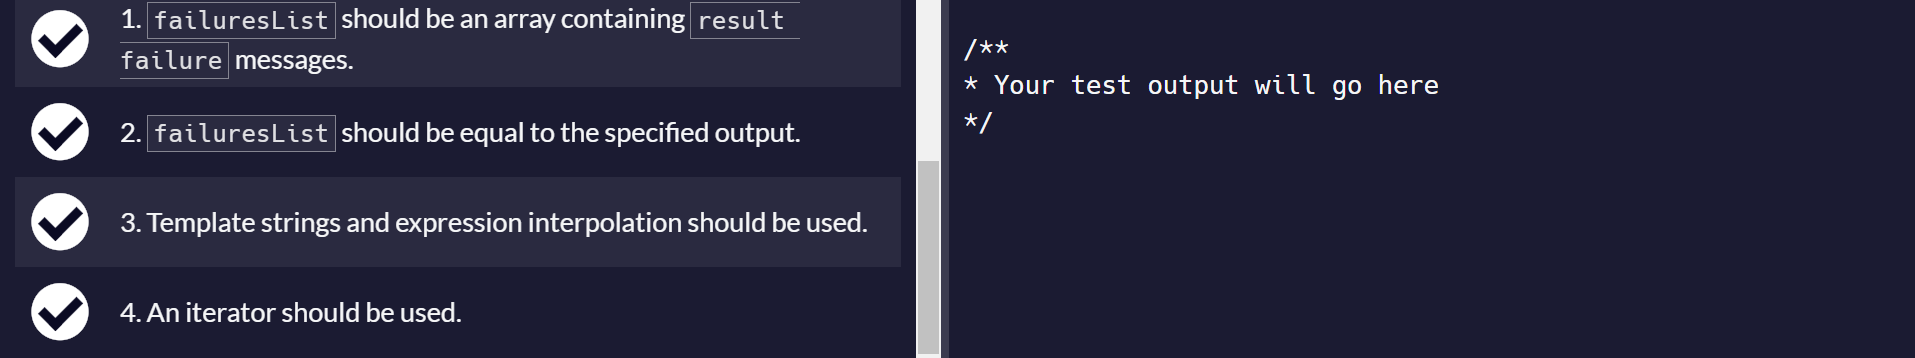 1. failuresList should be an array containing result
failure messages.
2. failuresList should be equal to the specified output.
3. Template strings and expression interpolation should be used.
4. An iterator should be used.
/**
* Your test output will go here
*/